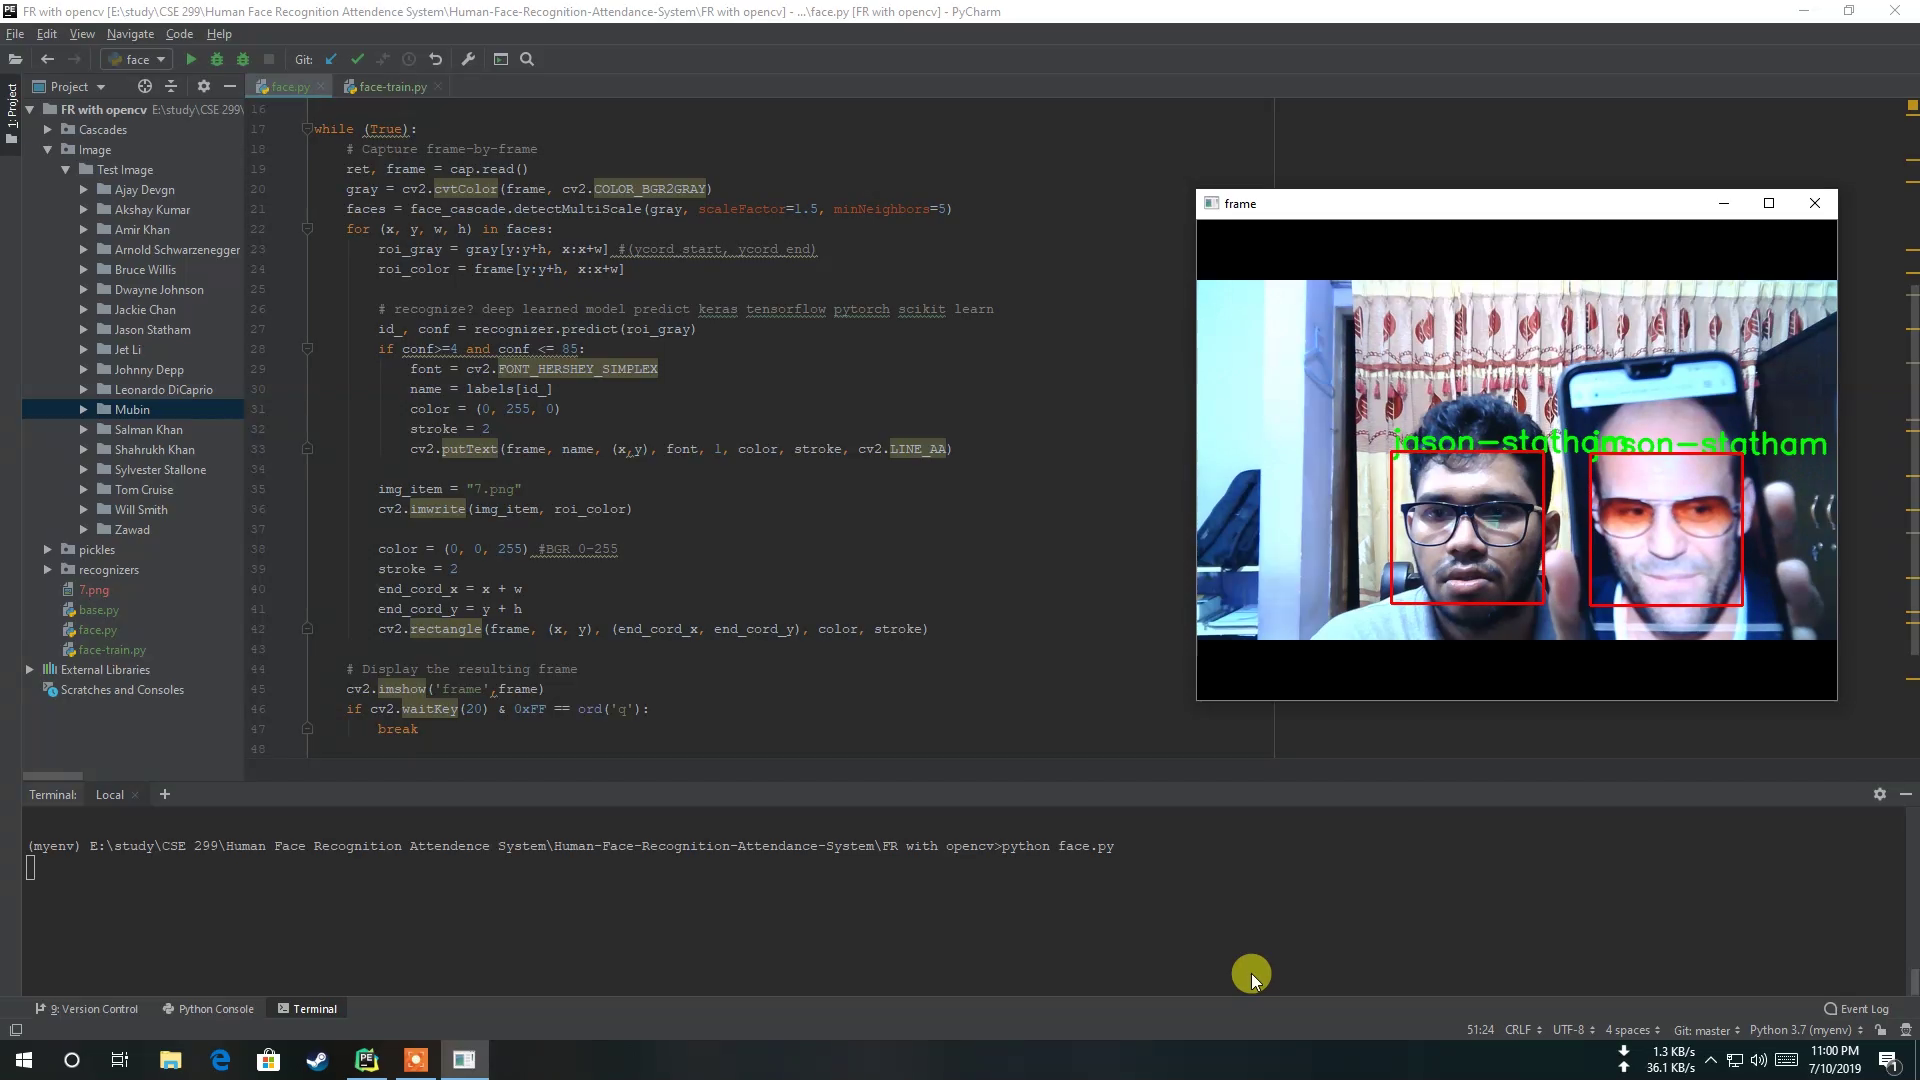 FR with opencv [E:\study\CSE 299\Human Face Recognition Attendence System\Human-Face-Recognition-Attendance-System\FR with opencv] - ...\face.py [FR with opencv] - PyCharm
File Edit View Navigate Code Help
face Git:
1: Project
Project face.py face-train.py
FR with opencv E:\study\CSE 299\
Cascades
Image
Test Image
Ajay Devgn
Akshay Kumar
Amir Khan
Arnold Schwarzenegger
Bruce Willis
Dwayne Johnson
Jackie Chan
Jason Statham
Jet Li
Johnny Depp
Leonardo DiCaprio
Mubin
Salman Khan
Shahrukh Khan
Sylvester Stallone
Tom Cruise
Will Smith
Zawad
pickles
recognizers
7.png
base.py
face.py
face-train.py
External Libraries
Scratches and Consoles
16
17 while (True):
18 # Capture frame-by-frame
19 ret, frame = cap.read()
20 gray = cv2.cvtColor(frame, cv2.COLOR_BGR2GRAY)
21 faces = face_cascade.detectMultiScale(gray, scaleFactor=1.5, minNeighbors=5)
22 for (x, y, w, h) in faces:
23 roi_gray = gray[y:y+h, x:x+w] #(ycord_start, ycord_end)
24 roi_color = frame[y:y+h, x:x+w]
25
26 # recognize? deep learned model predict keras tensorflow pytorch scikit learn
27 id_, conf = recognizer.predict(roi_gray)
28 if conf>=4 and conf <= 85:
29 font = cv2.FONT_HERSHEY_SIMPLEX
30 name = labels[id_]
31 color = (0, 255, 0)
32 stroke = 2
33 cv2.putText(frame, name, (x,y), font, 1, color, stroke, cv2.LINE_AA)
34
35 img_item = "7.png"
36 cv2.imwrite(img_item, roi_color)
37
38 color = (0, 0, 255) #BGR 0-255
39 stroke = 2
40 end_cord_x = x + w
41 end_cord_y = y + h
42 cv2.rectangle(frame, (x, y), (end_cord_x, end_cord_y), color, stroke)
43
44 # Display the resulting frame
45 cv2.imshow('frame',frame)
46 if cv2.waitKey(20) & 0xFF == ord('q'):
47 break
48
frame
jason-statham
son-statham
Terminal: Local
(myenv) E:\study\CSE 299\Human Face Recognition Attendence System\Human-Face-Recognition-Attendance-System\FR with opencv>python face.py
9: Version Control Python Console Terminal Event Log
51:24 CRLF UTF-8 4 spaces Git: master Python 3.7 (myenv)
1.3 KB/s
36.1 KB/s
11:00 PM
7/10/2019
1